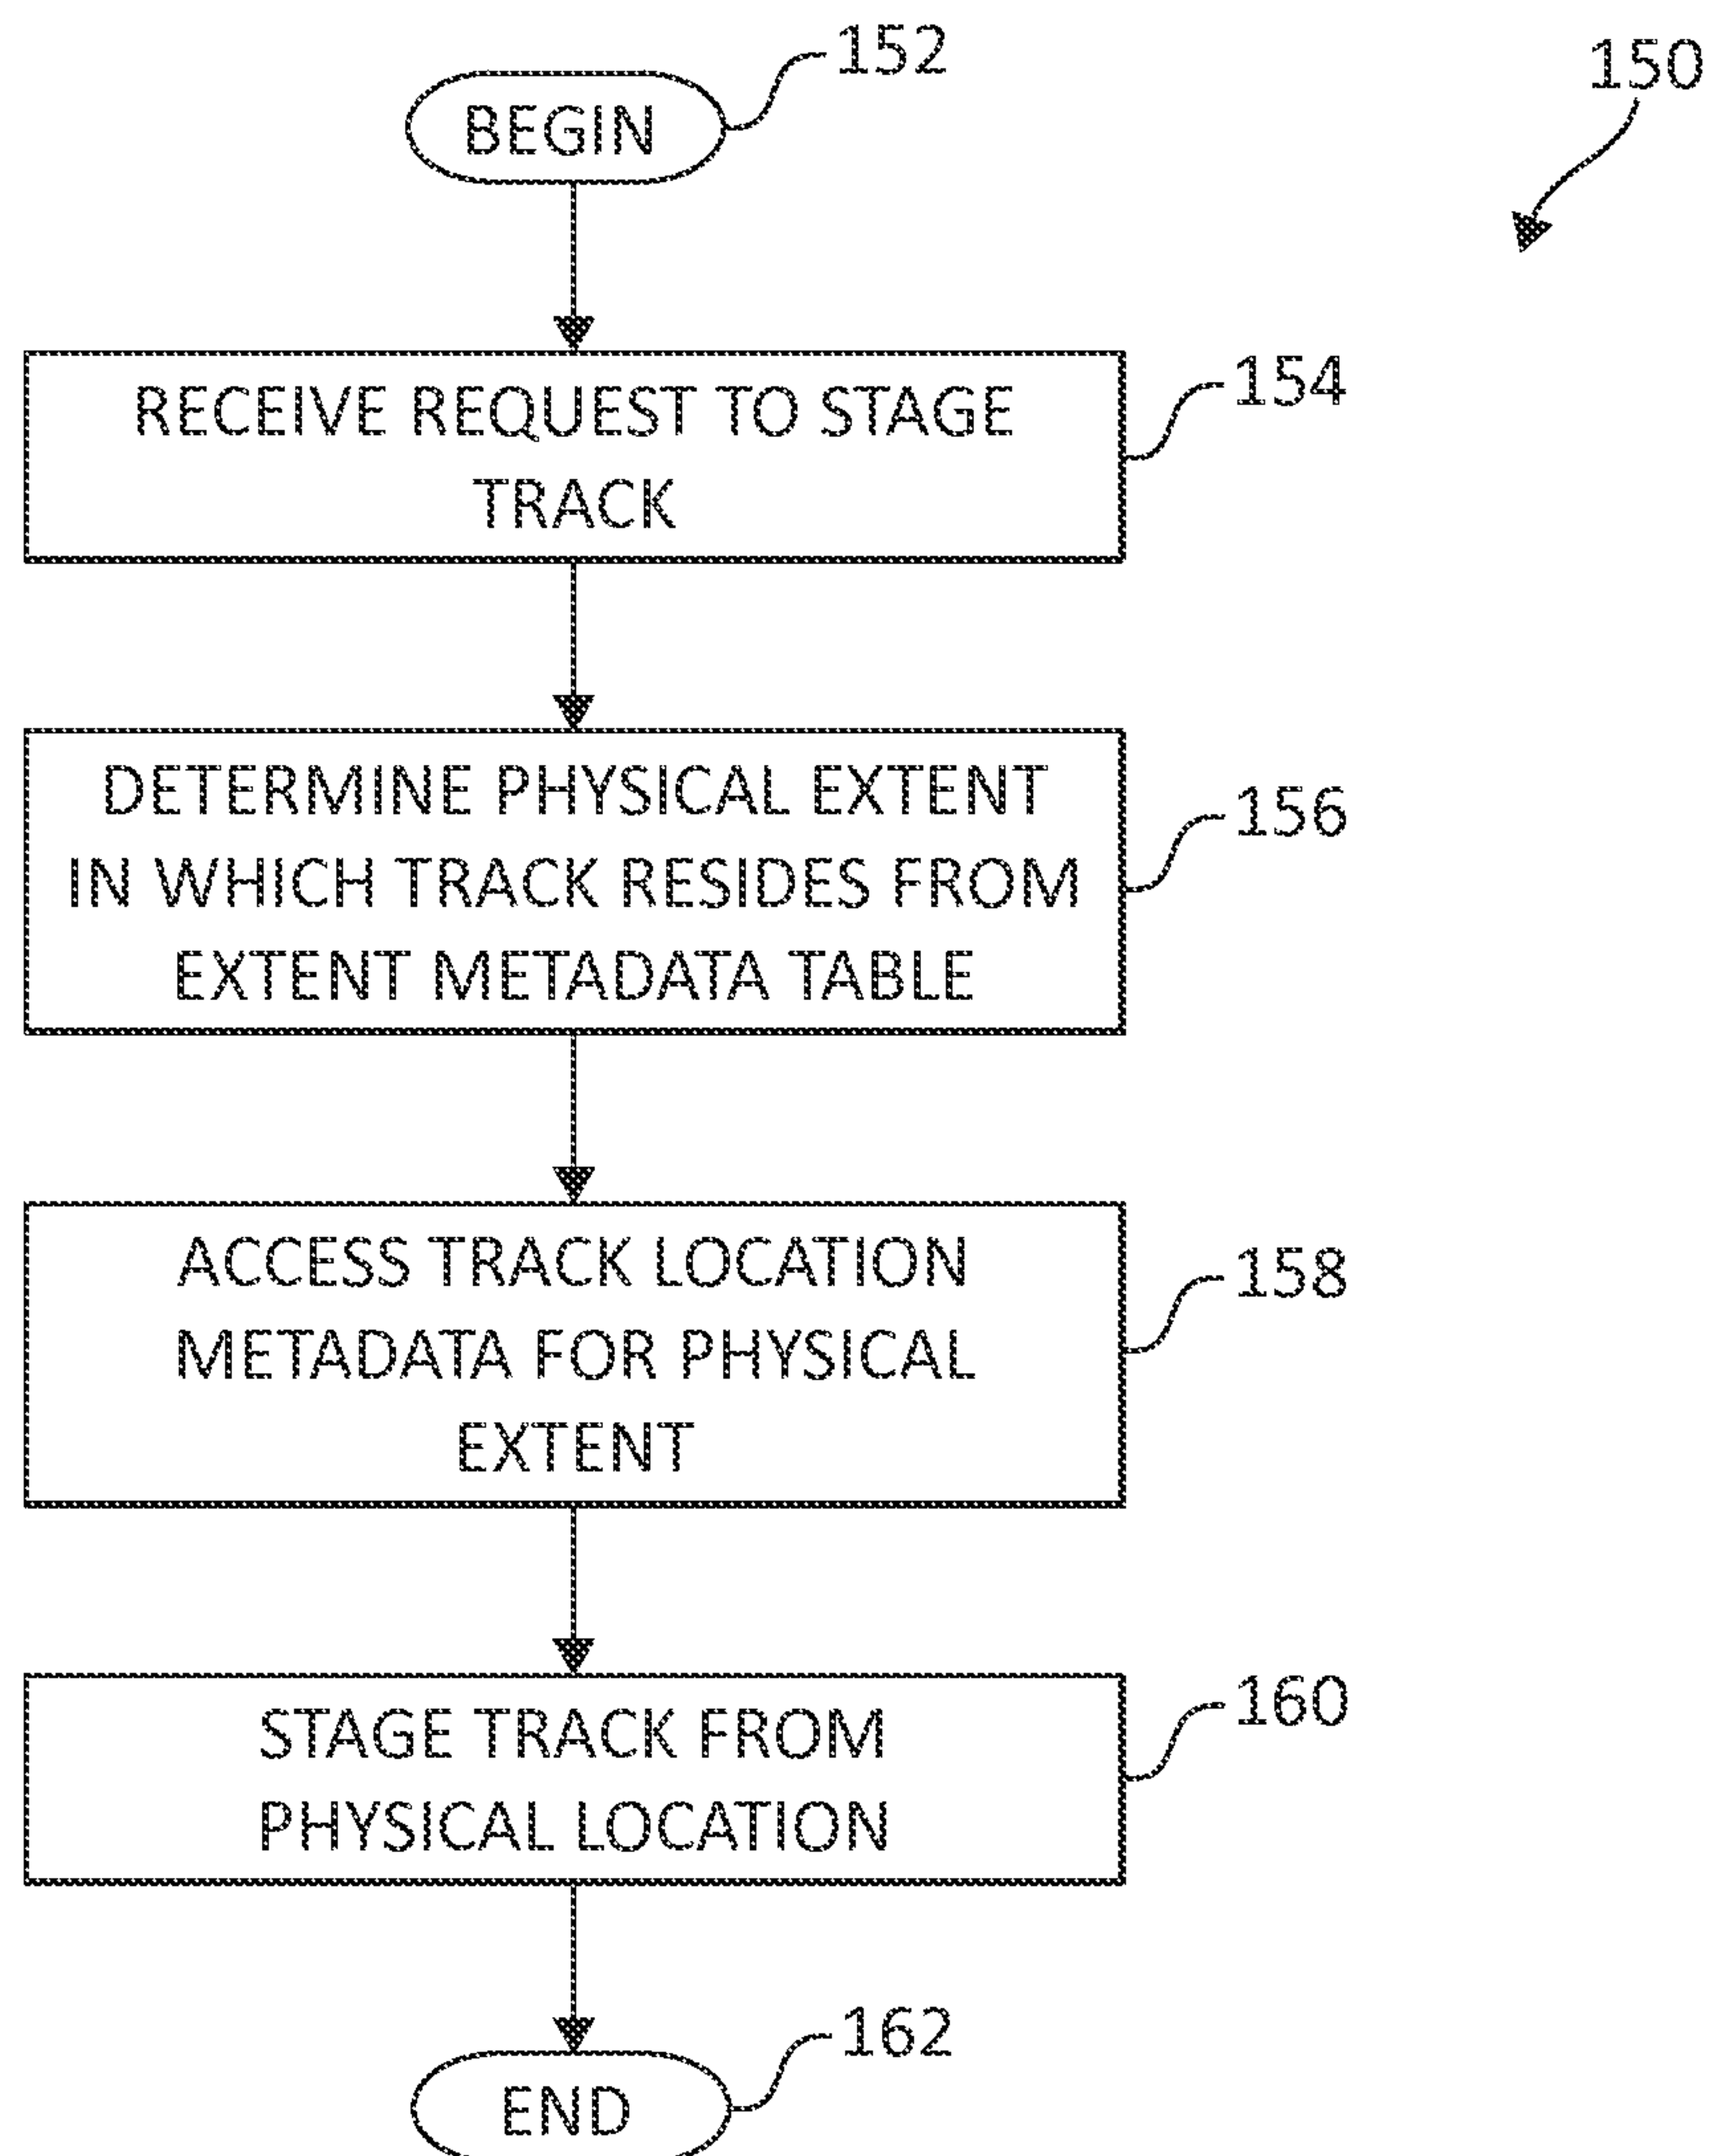 152
150
BEGIN
154
RECEIVE REQUEST TO STAGE
TRACK
156
DETERMINE PHYSICAL EXTENT
IN WHICH TRACK RESIDES FROM
EXTENT METADATA TABLE
158
ACCESS TRACK LOCATION
METADATA FOR PHYSICAL
EXTENT
160
STAGE TRACK FROM
PHYSICAL LOCATION
162
END